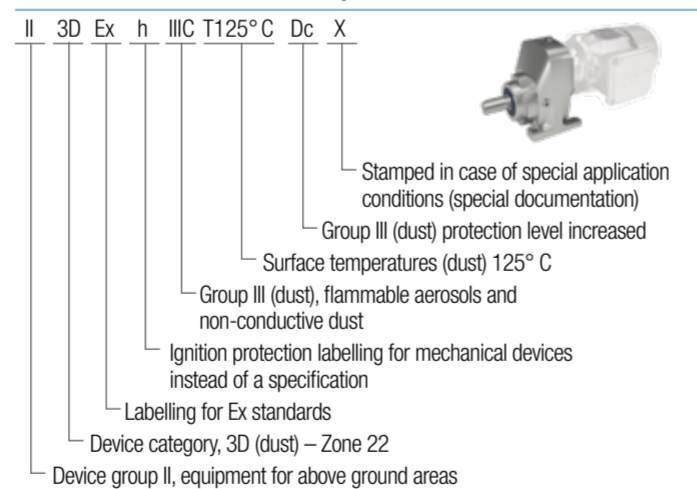 II 3D Ex h IIIC T125° C Dc X
Stamped in case of special application
conditions (special documentation)
Group III (dust) protection level increased
Surface temperatures (dust) 125° C
Group III (dust), flammable aerosols and
non-conductive dust
Ignition protection labelling for mechanical devices
instead of a specification
Labelling for Ex standards
Device category, 3D (dust) – Zone 22
Device group II, equipment for above ground areas